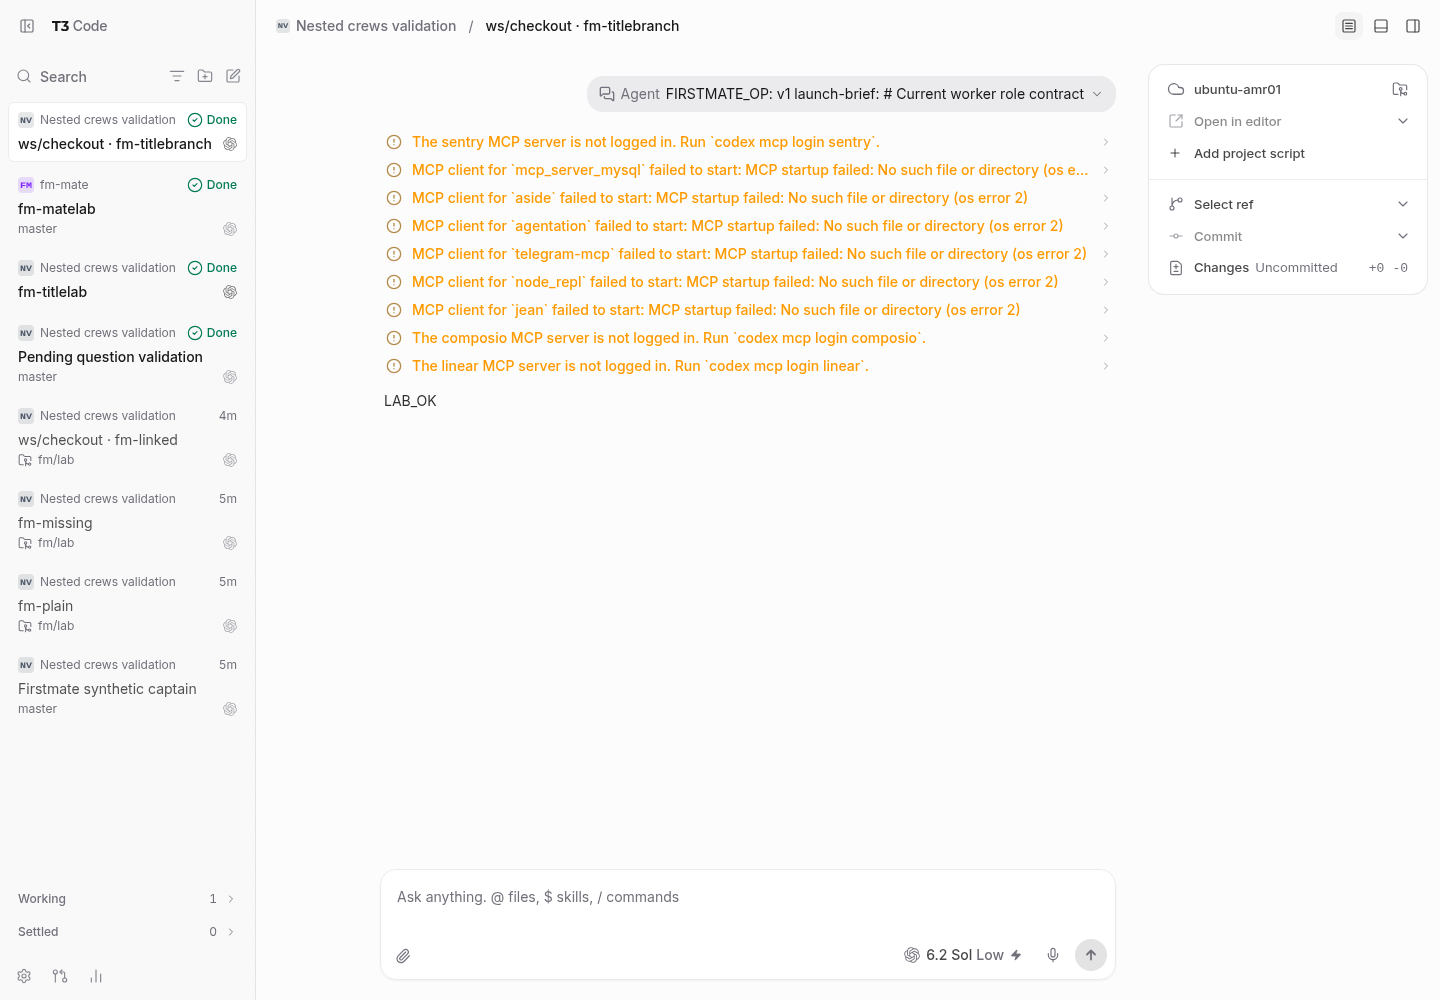 T3 Code
Search
NV Nested crews validation Done
ws/checkout · fm-titlebranch
FM fm-mate Done
fm-matelab
master
NV Nested crews validation Done
fm-titlelab
NV Nested crews validation Done
Pending question validation
master
NV Nested crews validation 4m
ws/checkout · fm-linked
fm/lab
NV Nested crews validation 5m
fm-missing
fm/lab
NV Nested crews validation 5m
fm-plain
fm/lab
NV Nested crews validation 5m
Firstmate synthetic captain
master
Working 1
Settled 0
NV Nested crews validation / ws/checkout · fm-titlebranch
Agent FIRSTMATE_OP: v1 launch-brief: # Current worker role contract
The sentry MCP server is not logged in. Run `codex mcp login sentry`.
MCP client for `mcp_server_mysql` failed to start: MCP startup failed: No such file or directory (os e...
MCP client for `aside` failed to start: MCP startup failed: No such file or directory (os error 2)
MCP client for `agentation` failed to start: MCP startup failed: No such file or directory (os error 2)
MCP client for `telegram-mcp` failed to start: MCP startup failed: No such file or directory (os error 2)
MCP client for `node_repl` failed to start: MCP startup failed: No such file or directory (os error 2)
MCP client for `jean` failed to start: MCP startup failed: No such file or directory (os error 2)
The composio MCP server is not logged in. Run `codex mcp login composio`.
The linear MCP server is not logged in. Run `codex mcp login linear`.
LAB_OK
Ask anything. @ files, $ skills, / commands
6.2 Sol Low
ubuntu-amr01
Open in editor
Add project script
Select ref
Commit
Changes Uncommitted +0 -0